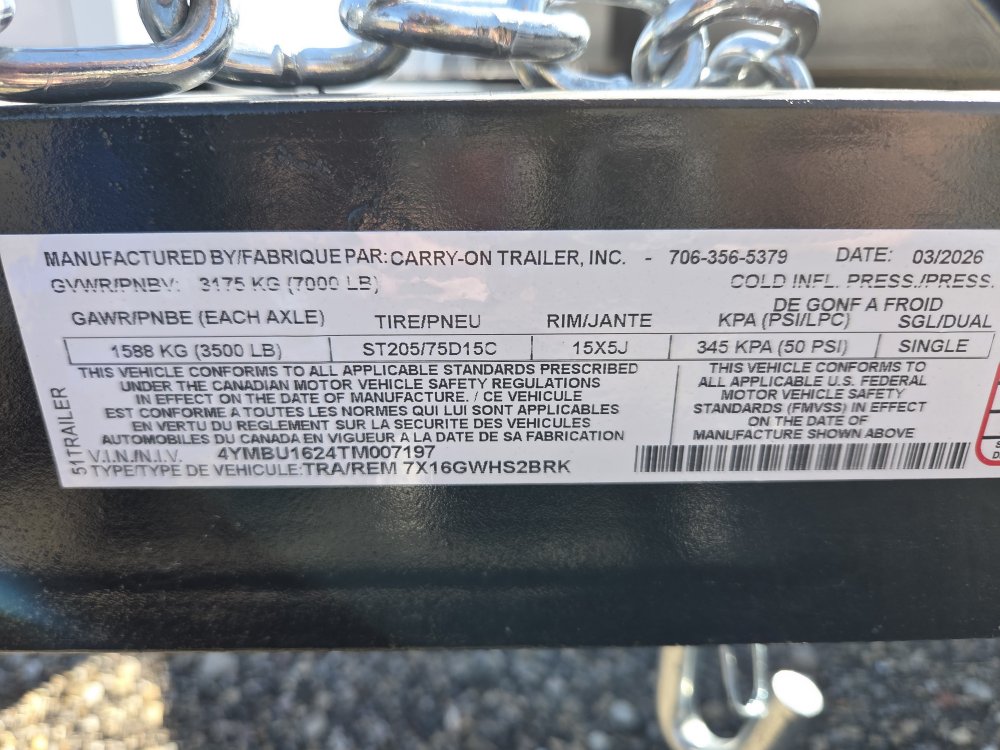 MANUFACTURED BY/FABRIQUE PAR: CARRY-ON TRAILER, INC. - 706-356-5379 DATE: 03/2026
GVWR/PNBV: 3175 KG (7000 LB) COLD INFL. PRESS./PRESS.
DE GONF A FROID
GAWR/PNBE (EACH AXLE) TIRE/PNEU RIM/JANTE KPA (PSI/LPC) SGL/DUAL
1588 KG (3500 LB) ST205/75D15C 15X5J 345 KPA (50 PSI) SINGLE
THIS VEHICLE CONFORMS TO ALL APPLICABLE STANDARDS PRESCRIBED
UNDER THE CANADIAN MOTOR VEHICLE SAFETY REGULATIONS
IN EFFECT ON THE DATE OF MANUFACTURE. / CE VEHICULE
EST CONFORME A TOUTES LES NORMES QUI LUI SONT APPLICABLES
EN VERTU DU REGLEMENT SUR LA SECURITE DES VEHICULES
AUTOMOBILES DU CANADA EN VIGUEUR A LA DATE DE SA FABRICATION
THIS VEHICLE CONFORMS TO
ALL APPLICABLE U.S. FEDERAL
MOTOR VEHICLE SAFETY
STANDARDS (FMVSS) IN EFFECT
ON THE DATE OF
MANUFACTURE SHOWN ABOVE
V.I.N./N.I.V. 4YMBU1624TM007197
TYPE/TYPE DE VEHICULE: TRA/REM 7X16GWHS2BRK
51TRAILER